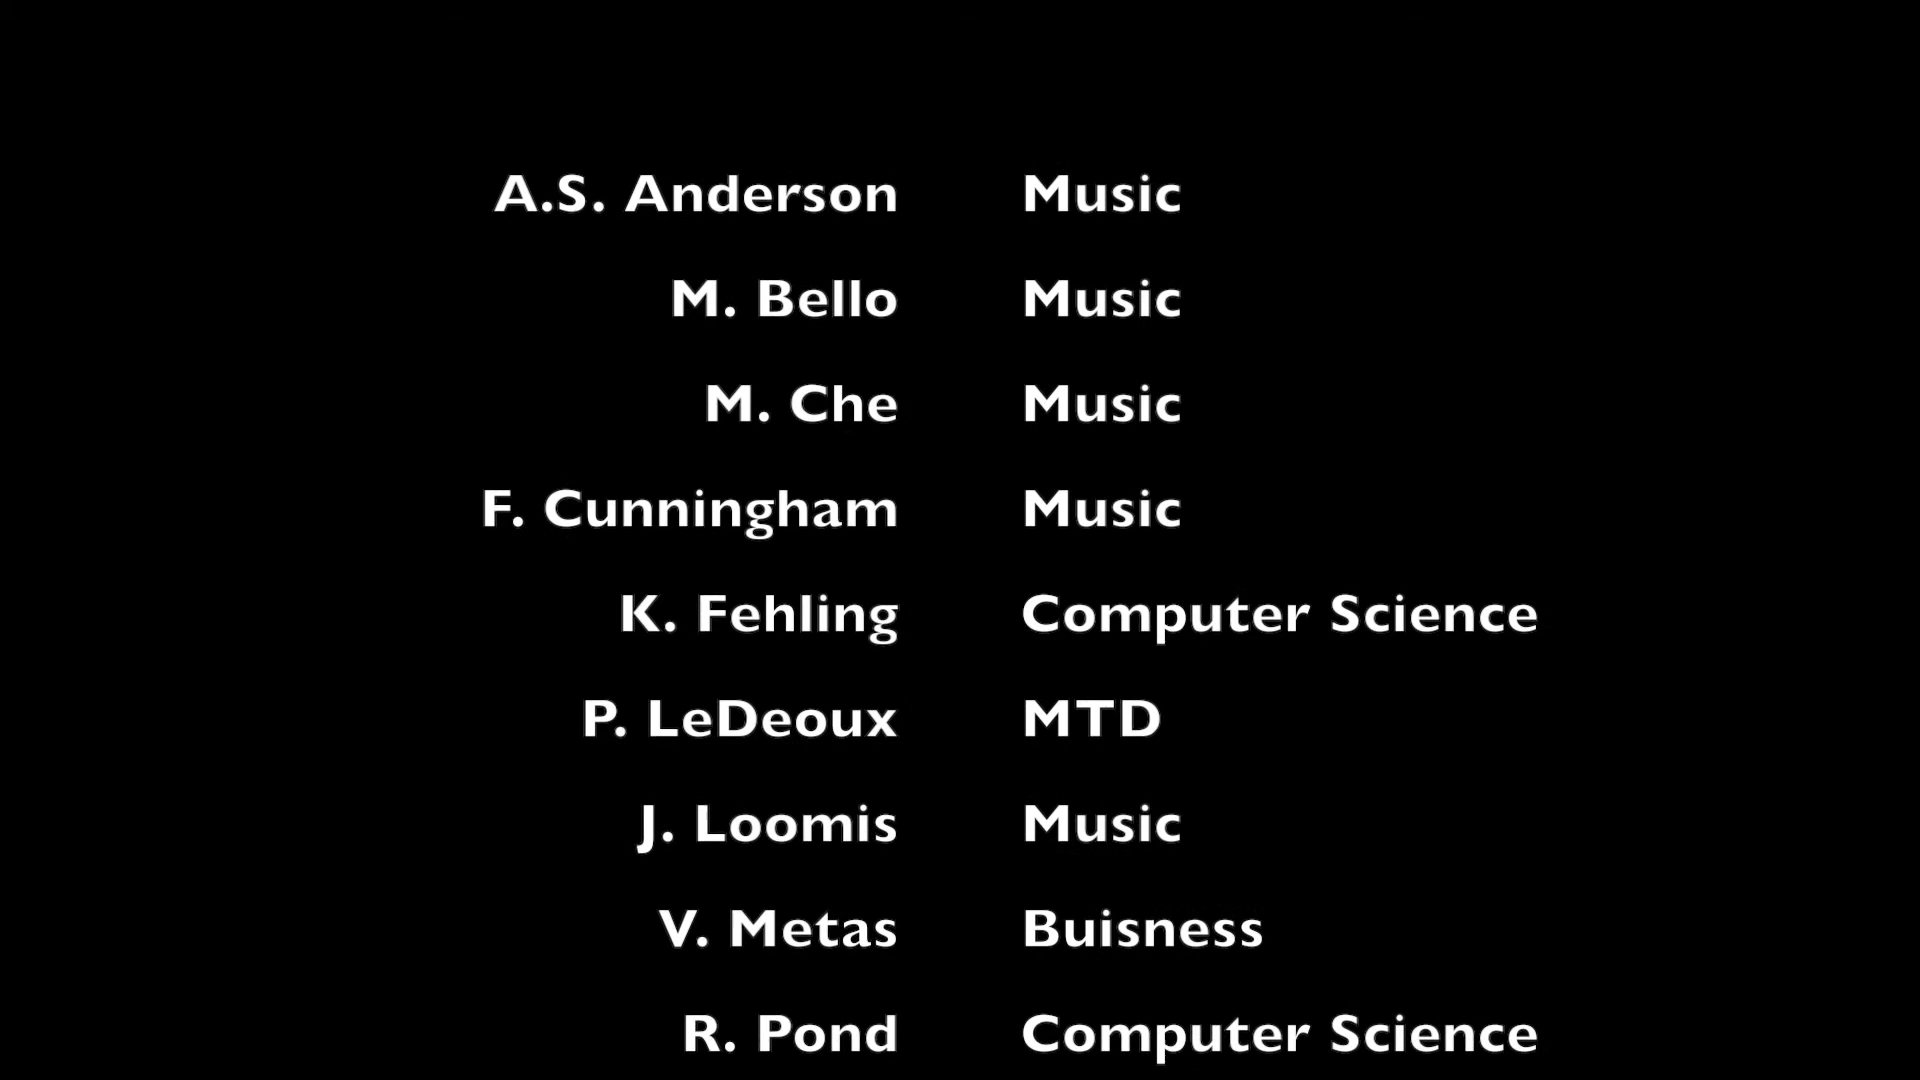 A.S. Anderson Music
M. Bello Music
M. Che Music
F. Cunningham Music
K. Fehling Computer Science
P. LeDeoux MTD
J. Loomis Music
V. Metas Buisness
R. Pond Computer Science